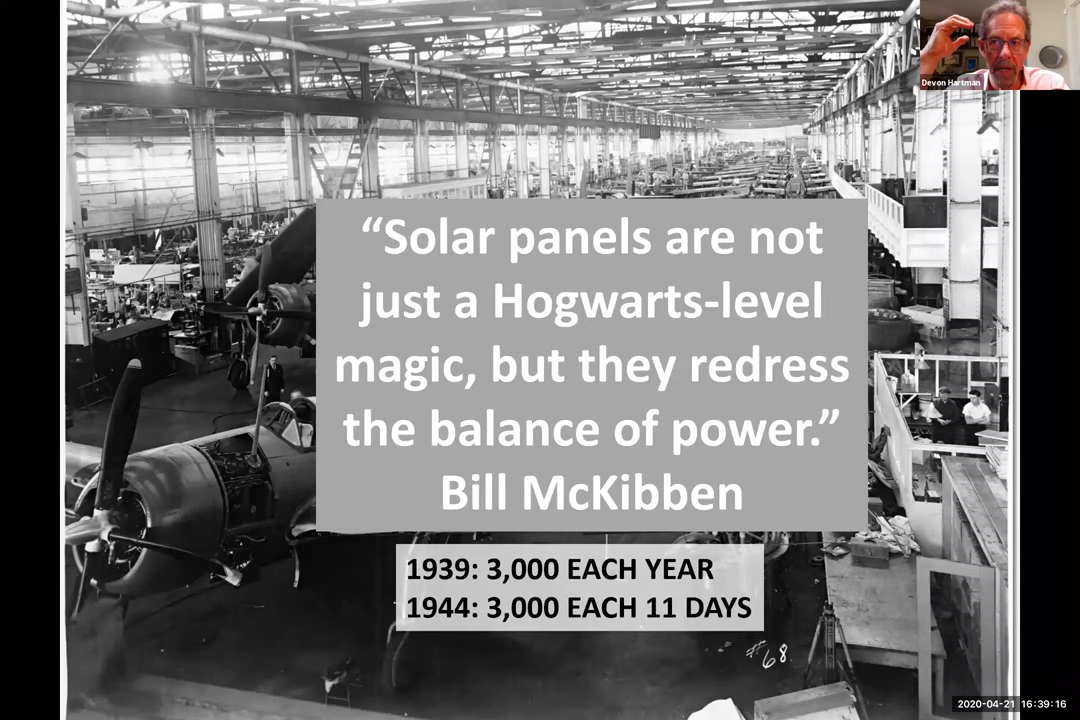 Devon Hartman
“Solar panels are not
just a Hogwarts-level
magic, but they redress
the balance of power.”
Bill McKibben
1939: 3,000 EACH YEAR
1944: 3,000 EACH 11 DAYS
#68
2020-04-21 16:39:16